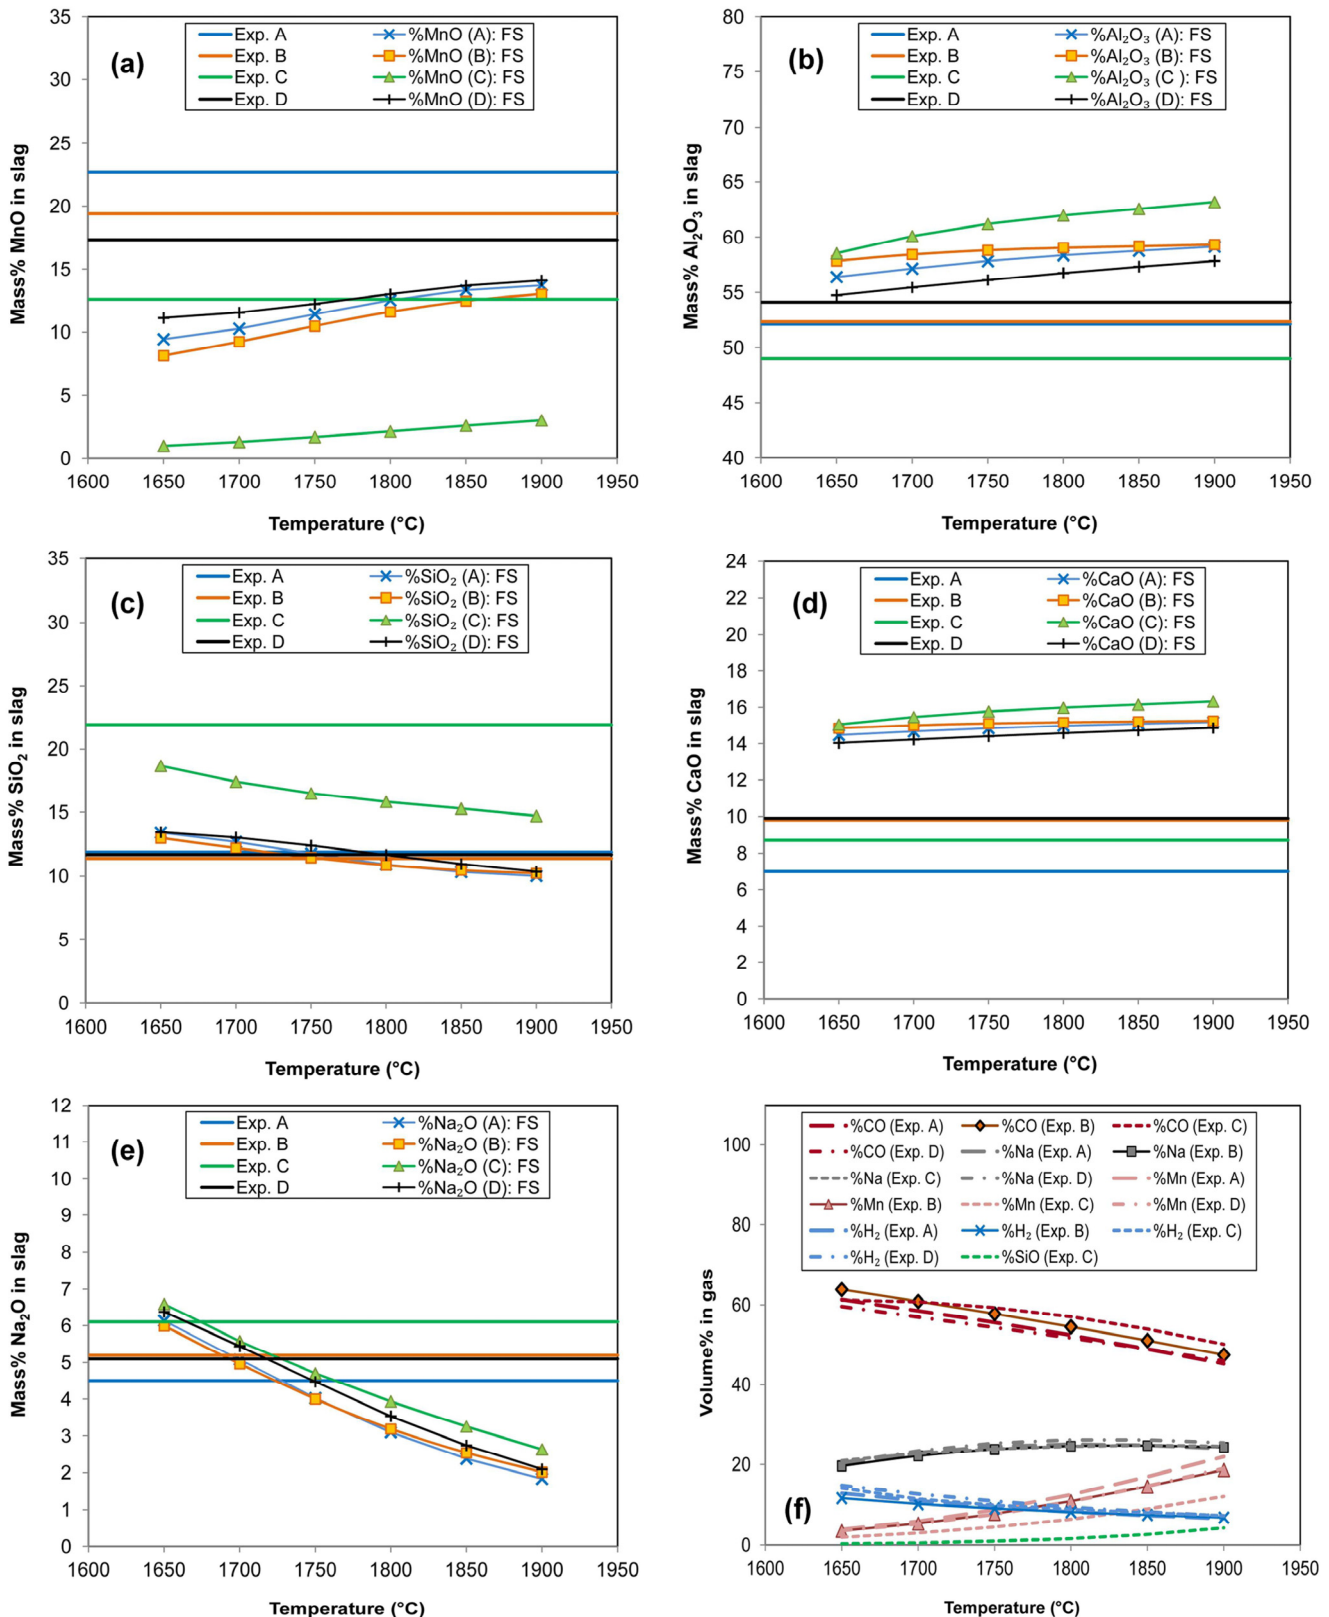 (a)
Exp. A %MnO (A): FS
Exp. B %MnO (B): FS
Exp. C %MnO (C): FS
Exp. D %MnO (D): FS
Mass% MnO in slag
40
35
30
25
20
15
10
5
0
1600 1650 1700 1750 1800 1850 1900 1950
Temperature (°C)
(b)
Exp. A %Al₂O₃ (A): FS
Exp. B %Al₂O₃ (B): FS
Exp. C %Al₂O₃ (C ): FS
Exp. D %Al₂O₃ (D): FS
Mass% Al₂O₃ in slag
80
75
70
65
60
55
50
45
40
1600 1650 1700 1750 1800 1850 1900 1950
Temperature (°C)
(c)
Exp. A %SiO₂ (A): FS
Exp. B %SiO₂ (B): FS
Exp. C %SiO₂ (C): FS
Exp. D %SiO₂ (D): FS
Mass% SiO₂ in slag
35
30
25
20
15
10
5
0
1600 1650 1700 1750 1800 1850 1900 1950
Temperature (°C)
(d)
Exp. A %CaO (A): FS
Exp. B %CaO (B): FS
Exp. C %CaO (C): FS
Exp. D %CaO (D): FS
Mass% CaO in slag
24
22
20
18
16
14
12
10
8
6
4
2
0
1600 1650 1700 1750 1800 1850 1900 1950
Temperature (°C)
(e)
Exp. A %Na₂O (A): FS
Exp. B %Na₂O (B): FS
Exp. C %Na₂O (C): FS
Exp. D %Na₂O (D): FS
Mass% Na₂O in slag
12
11
10
9
8
7
6
5
4
3
2
1
0
1600 1650 1700 1750 1800 1850 1900 1950
Temperature (°C)
%CO (Exp. A) %CO (Exp. B) %CO (Exp. C)
%CO (Exp. D) %Na (Exp. A) %Na (Exp. B)
%Na (Exp. C) %Na (Exp. D) %Mn (Exp. A)
%Mn (Exp. B) %Mn (Exp. C) %Mn (Exp. D)
%H₂ (Exp. A) %H₂ (Exp. B) %H₂ (Exp. C)
%H₂ (Exp. D) %SiO (Exp. C)
Volume% in gas
100
80
60
40
20
0
(f)
1600 1650 1700 1750 1800 1850 1900 1950
Temperature (°C)